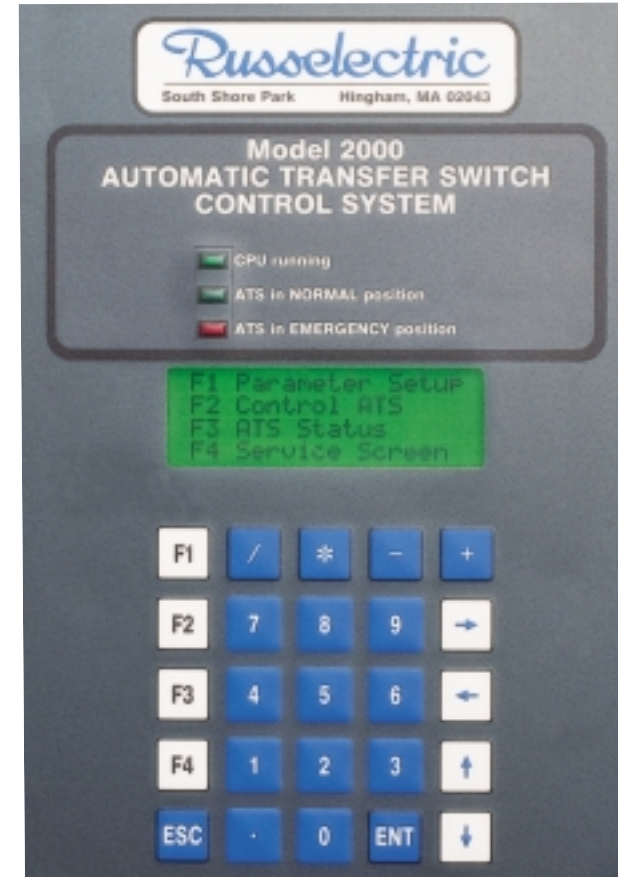 Russelectric
South Shore Park Hingham, MA 02043
Model 2000
AUTOMATIC TRANSFER SWITCH
CONTROL SYSTEM
CPU running
ATS in NORMAL position
ATS in EMERGENCY position
F1 Parameter Setup
F2 Control ATS
F3 ATS Status
F4 Service Screen
F1 / * - +
F2 7 8 9 →
F3 4 5 6 ←
F4 1 2 3 ↑
ESC . 0 ENT ↓